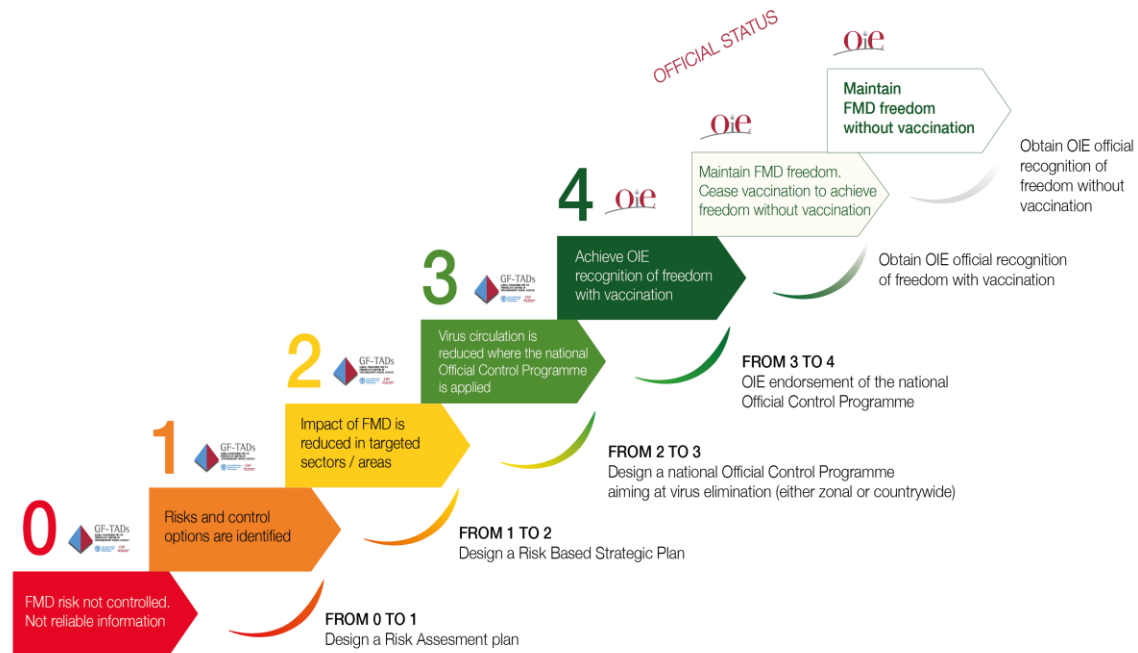 OFFICIAL STATUS
OiE
Maintain
FMD freedom
without vaccination
Obtain OIE official
recognition of
freedom without
vaccination
OiE
Maintain FMD freedom.
Cease vaccination to achieve
freedom without vaccination
Obtain OIE official recognition
of freedom with vaccination
4
OiE
Achieve OIE
recognition of freedom
with vaccination
FROM 3 TO 4
OIE endorsement of the national
Official Control Programme
3
GF-TADs
Virus circulation is
reduced where the national
Official Control Programme
is applied
FROM 2 TO 3
Design a national Official Control Programme
aiming at virus elimination (either zonal or countrywide)
2
GF-TADs
Impact of FMD is
reduced in targeted
sectors / areas
FROM 1 TO 2
Design a Risk Based Strategic Plan
1
GF-TADs
Risks and control
options are identified
FROM 0 TO 1
Design a Risk Assesment plan
0
GF-TADs
FMD risk not controlled.
Not reliable information